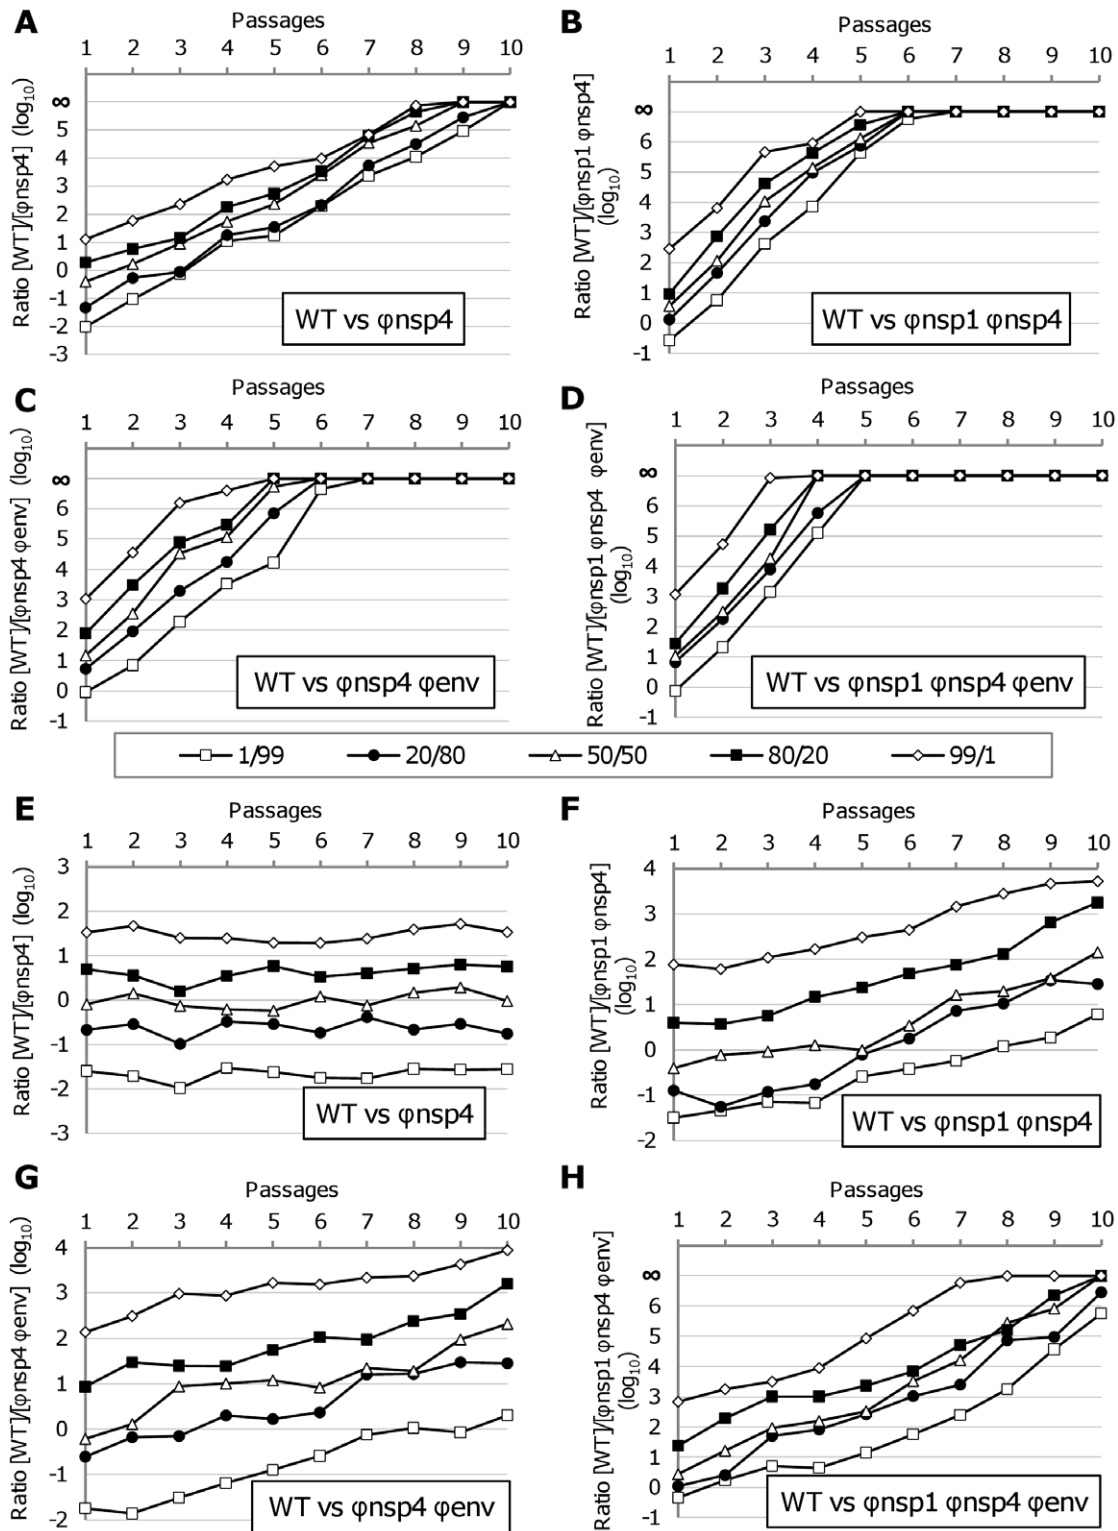 A
Passages
1 2 3 4 5 6 7 8 9 10
Ratio [WT]/[φnsp4] (log₁₀)
∞
5
4
3
2
1
0
-1
-2
-3
WT vs φnsp4
B
Passages
1 2 3 4 5 6 7 8 9 10
Ratio [WT]/[φnsp1 φnsp4]
(log₁₀)
∞
6
5
4
3
2
1
0
-1
WT vs φnsp1 φnsp4
C
Passages
1 2 3 4 5 6 7 8 9 10
Ratio [WT]/[φnsp4 φenv] (log₁₀)
∞
6
5
4
3
2
1
0
-1
WT vs φnsp4 φenv
D
Passages
1 2 3 4 5 6 7 8 9 10
Ratio [WT]/[φnsp1 φnsp4 φenv]
(log₁₀)
∞
6
5
4
3
2
1
0
-1
WT vs φnsp1 φnsp4 φenv
1/99 20/80 50/50 80/20 99/1
E
Passages
1 2 3 4 5 6 7 8 9 10
Ratio [WT]/[φnsp4] (log₁₀)
3
2
1
0
-1
-2
-3
WT vs φnsp4
F
Passages
1 2 3 4 5 6 7 8 9 10
Ratio [WT]/[φnsp1 φnsp4]
(log₁₀)
4
3
2
1
0
-1
-2
WT vs φnsp1 φnsp4
G
Passages
1 2 3 4 5 6 7 8 9 10
Ratio [WT]/[φnsp4 φenv] (log₁₀)
4
3
2
1
0
-1
-2
WT vs φnsp4 φenv
H
Passages
1 2 3 4 5 6 7 8 9 10
Ratio [WT]/[φnsp1 φnsp4 φenv]
(log₁₀)
∞
6
5
4
3
2
1
0
-1
WT vs φnsp1 φnsp4 φenv